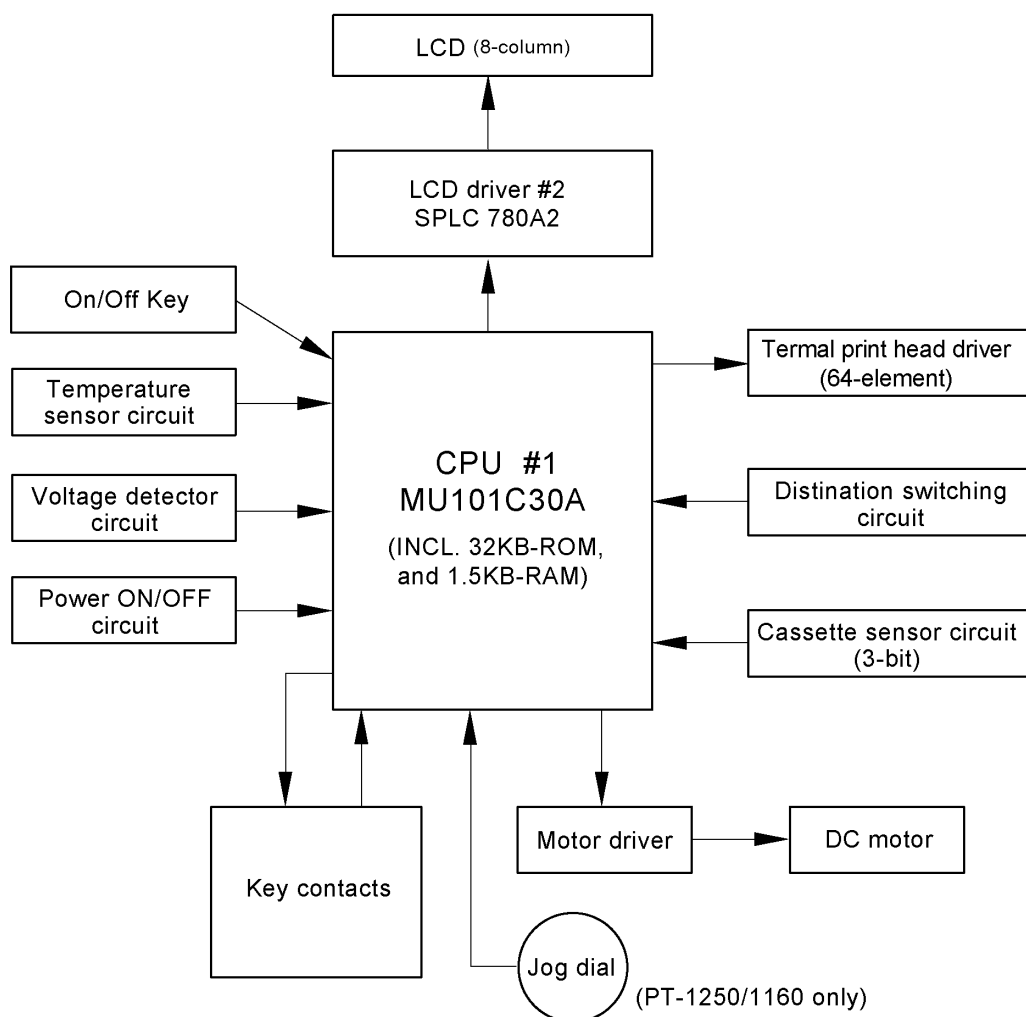 LCD (8-column)
LCD driver #2
SPLC 780A2
On/Off Key
Temperature
sensor circuit
Voltage detector
circuit
Power ON/OFF
circuit
CPU #1
MU101C30A
(INCL. 32KB-ROM,
and 1.5KB-RAM)
Termal print head driver
(64-element)
Distination switching
circuit
Cassette sensor circuit
(3-bit)
Key contacts
Motor driver
DC motor
Jog dial
(PT-1250/1160 only)